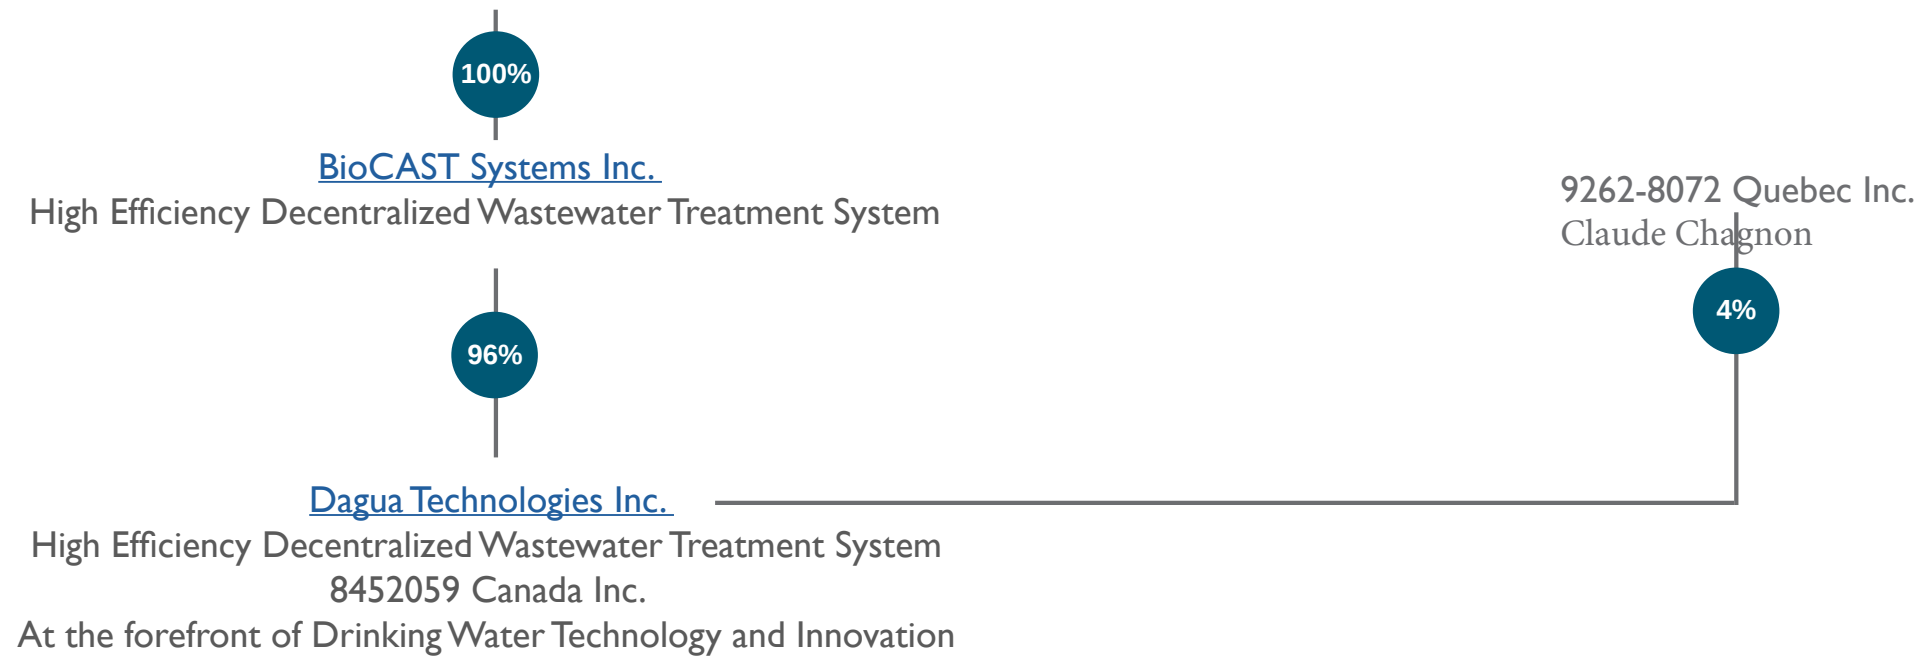 100%
BioCAST Systems Inc.
High Efficiency Decentralized Wastewater Treatment System
9262-8072 Quebec Inc.
Claude Chagnon
4%
96%
Dagua Technologies Inc.
High Efficiency Decentralized Wastewater Treatment System
8452059 Canada Inc.
At the forefront of Drinking Water Technology and Innovation